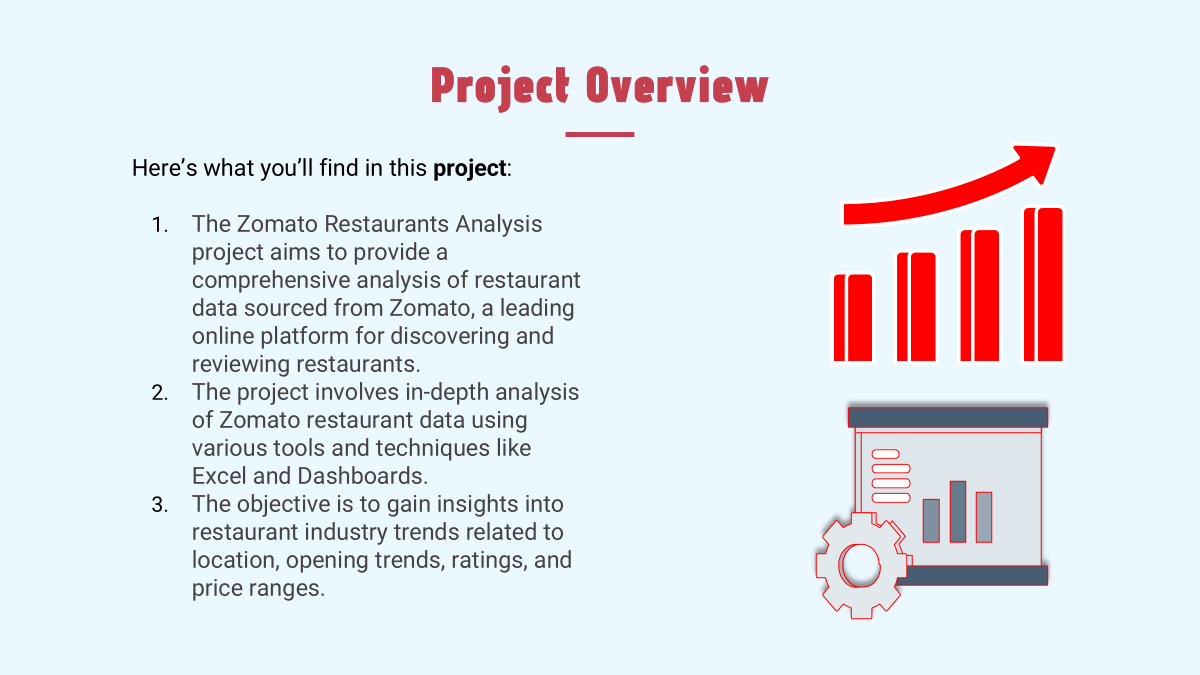 Project Overview
Here’s what you’ll find in this project:
1. The Zomato Restaurants Analysis
project aims to provide a
comprehensive analysis of restaurant
data sourced from Zomato, a leading
online platform for discovering and
reviewing restaurants.
2. The project involves in-depth analysis
of Zomato restaurant data using
various tools and techniques like
Excel and Dashboards.
3. The objective is to gain insights into
restaurant industry trends related to
location, opening trends, ratings, and
price ranges.